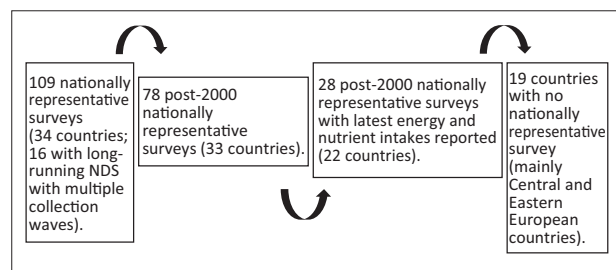 109 nationally
representative
surveys
(34 countries;
16 with long-
running NDS
with multiple
collection
waves).
78 post-2000
nationally
representative
surveys (33 countries).
28 post-2000 nationally
representative surveys
with latest energy and
nutrient intakes reported
(22 countries).
19 countries
with no
nationally
representative
survey
(mainly
Central and
Eastern
European
countries).